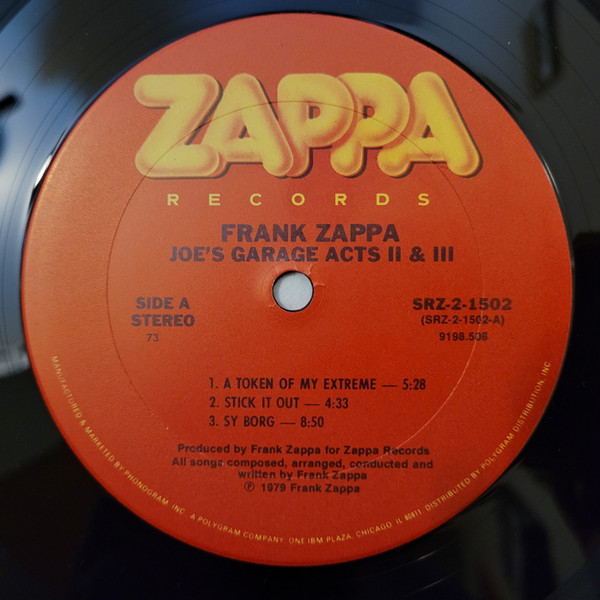 ZAPPA
RECORDS
FRANK ZAPPA
JOE'S GARAGE ACTS II & III
SIDE A
STEREO
73
SRZ-2-1502
(SRZ-2-1502-A)
9198.506
1. A TOKEN OF MY EXTREME — 5:28
2. STICK IT OUT — 4:33
3. SY BORG — 8:50
Produced by Frank Zappa for Zappa Records
All songs composed, arranged, conducted and
written by Frank Zappa
℗ 1979 Frank Zappa
MANUFACTURED & MARKETED BY PHONOGRAM, INC. A POLYGRAM COMPANY, ONE IBM PLAZA, CHICAGO, IL 60611. DISTRIBUTED BY POLYGRAM DISTRIBUTION, INC.